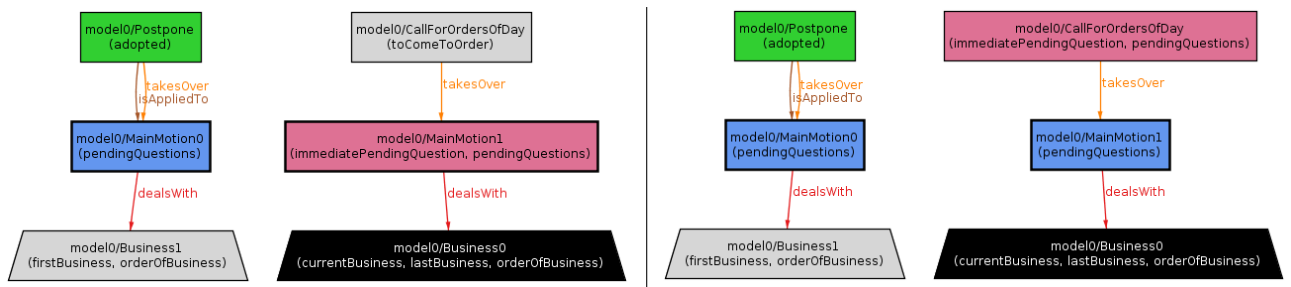 model0/Postpone
(adopted)
model0/CallForOrdersOfDay
(toComeToOrder)
takesOver
isAppliedTo
takesOver
model0/MainMotion0
(pendingQuestions)
model0/MainMotion1
(immediatePendingQuestion, pendingQuestions)
dealsWith
dealsWith
model0/Business1
(firstBusiness, orderOfBusiness)
model0/Business0
(currentBusiness, lastBusiness, orderOfBusiness)
model0/Postpone
(adopted)
model0/CallForOrdersOfDay
(immediatePendingQuestion, pendingQuestions)
takesOver
isAppliedTo
takesOver
model0/MainMotion0
(pendingQuestions)
model0/MainMotion1
(pendingQuestions)
dealsWith
dealsWith
model0/Business1
(firstBusiness, orderOfBusiness)
model0/Business0
(currentBusiness, lastBusiness, orderOfBusiness)